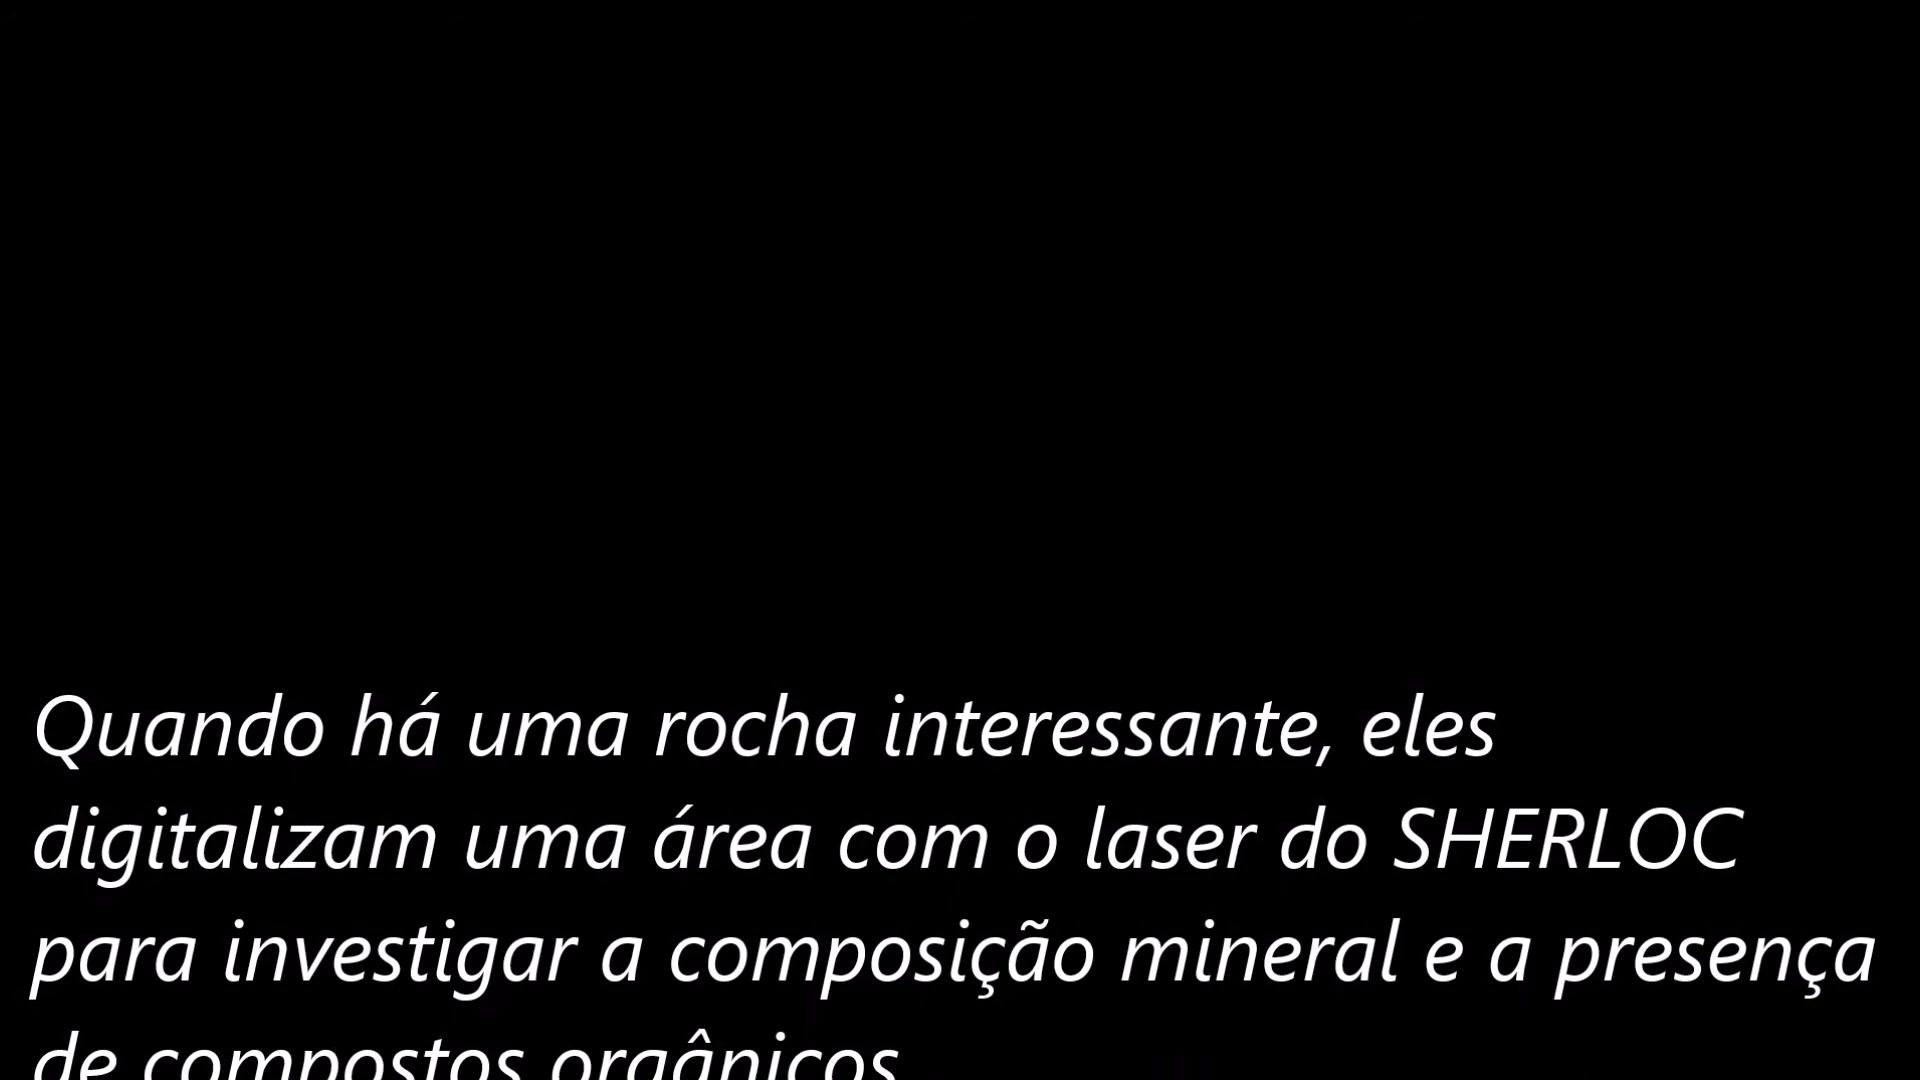 Quando há uma rocha interessante, eles
digitalizam uma área com o laser do SHERLOC
para investigar a composição mineral e a presença
de compostos orgânicos